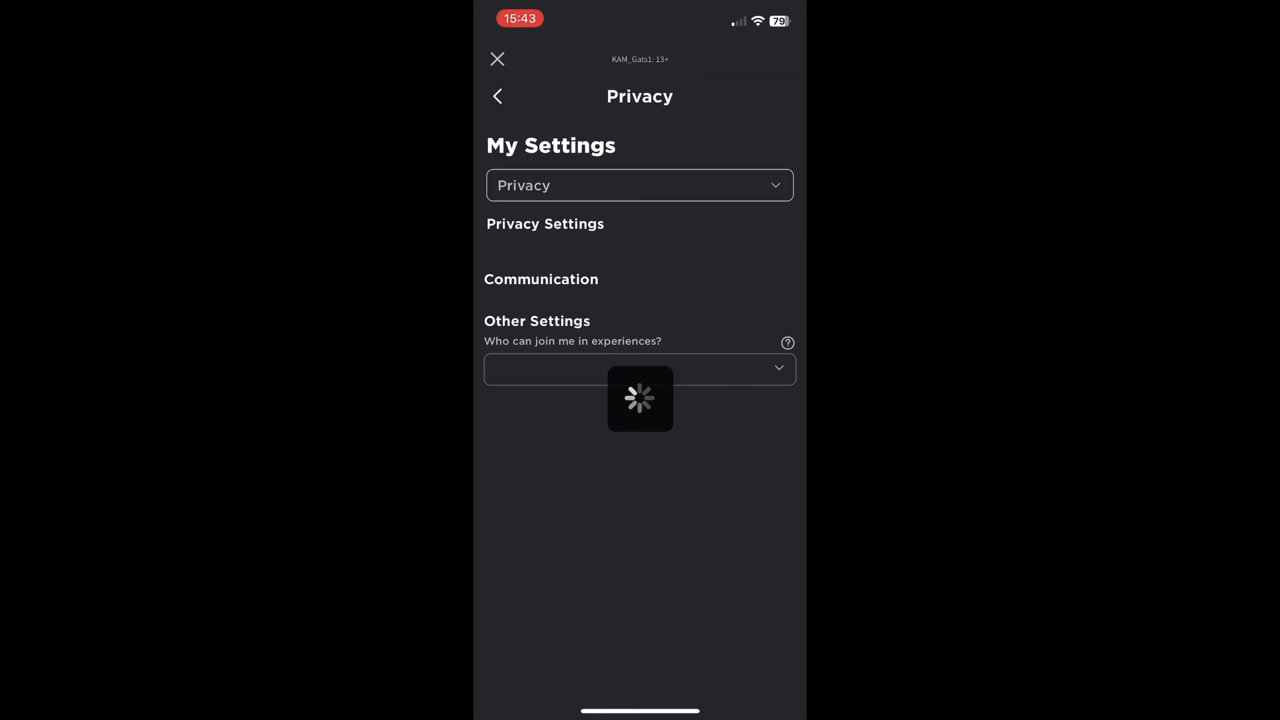 15:43
79
KAM_Gats1: 13+
Privacy
My Settings
Privacy
Privacy Settings
Communication
Other Settings
Who can join me in experiences?